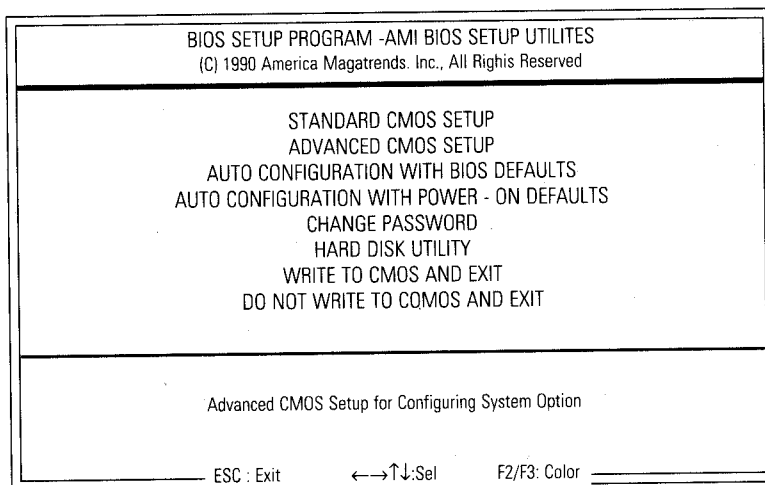 BIOS SETUP PROGRAM -AMI BIOS SETUP UTILITES
(C) 1990 America Magatrends. Inc., All Righis Reserved
STANDARD CMOS SETUP
ADVANCED CMOS SETUP
AUTO CONFIGURATION WITH BIOS DEFAULTS
AUTO CONFIGURATION WITH POWER - ON DEFAULTS
CHANGE PASSWORD
HARD DISK UTILITY
WRITE TO CMOS AND EXIT
DO NOT WRITE TO COMOS AND EXIT
Advanced CMOS Setup for Configuring System Option
ESC : Exit ←→↑↓:Sel F2/F3: Color